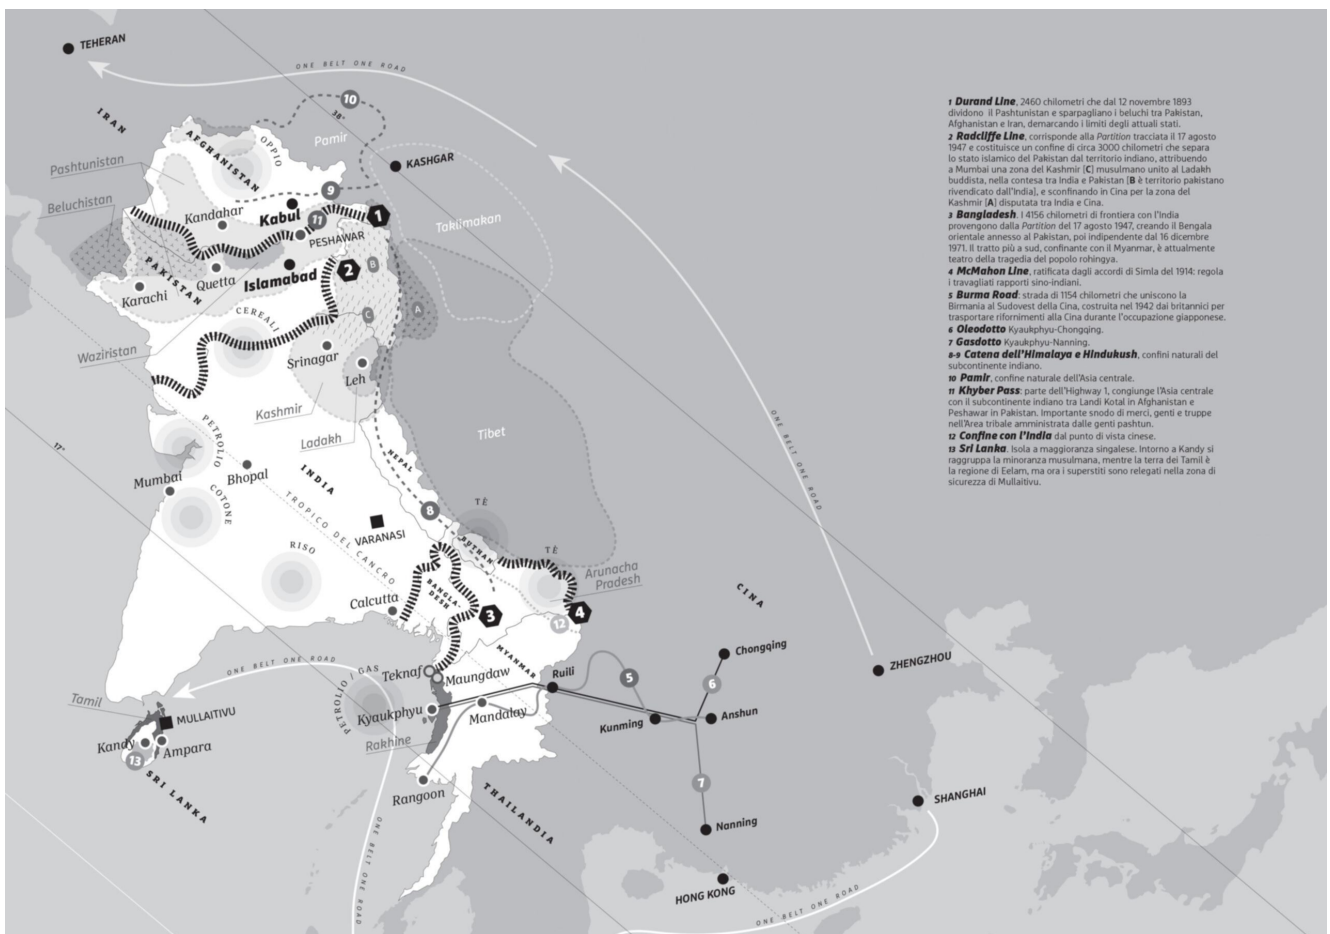 TEHERAN
ONE BELT ONE ROAD
10
38°
IRAN
Pamir
AFGHANISTAN
OPPIO
KASHGAR
Pashtunistan
9
Beluchistan
Kandahar
Kabul
11
1
Takilmakan
PESHAWAR
PAKISTAN
Quetta
Islamabad
2
B
Karachi
CEREALI
C
A
Waziristan
Srinagar
Leh
Kashmir
Ladakh
Tibet
17°
PETROLIO
NEPAL
Mumbai
Bhopal
INDIA
COTONE
TROPICO DEL CANCRO
VARANASI
8
TÈ
RISO
BUTHAN
TÈ
Arunacha
Pradesh
BANGLA-
DESH
Calcutta
3
4
12
CINA
ONE BELT ONE ROAD
MYANMAR
Chongqing
ZHENGZHOU
ONE BELT ONE ROAD
PETROLIO | GAS
Teknaf
Maungdaw
Ruili
5
6
Tamil
MULLAITIVU
Kyaukphyu
Mandalay
Kunming
Anshun
Kandy
Ampara
Rakhine
13
SRI LANKA
7
Rangoon
THAILANDIA
SHANGHAI
Nanning
ONE BELT ONE ROAD
HONG KONG
ONE BELT ONE ROAD
1 Durand Line, 2460 chilometri che dal 12 novembre 1893
dividono il Pashtunistan e sparpagliano i beluchi tra Pakistan,
Afghanistan e Iran, demarcando i limiti degli attuali stati.
2 Radcliffe Line, corrisponde alla Partition tracciata il 17 agosto
1947 e costituisce un confine di circa 3000 chilometri che separa
lo stato islamico del Pakistan dal territorio indiano, attribuendo
a Mumbai una zona del Kashmir [C] musulmano unito al Ladakh
buddista, nella contesa tra India e Pakistan [B è territorio pakistano
rivendicato dall'India], e sconfinando in Cina per la zona del
Kashmir [A] disputata tra India e Cina.
3 Bangladesh. I 4156 chilometri di frontiera con l'India
provengono dalla Partition del 17 agosto 1947, creando il Bengala
orientale annesso al Pakistan, poi indipendente dal 16 dicembre
1971. Il tratto più a sud, confinante con il Myanmar, è attualmente
teatro della tragedia del popolo rohingya.
4 McMahon Line, ratificata dagli accordi di Simla del 1914: regola
i travagliati rapporti sino-indiani.
5 Burma Road: strada di 1154 chilometri che uniscono la
Birmania al Sudovest della Cina, costruita nel 1942 dai britannici per
trasportare rifornimenti alla Cina durante l'occupazione giapponese.
6 Oleodotto Kyaukphyu-Chongqing.
7 Gasdotto Kyaukphyu-Nanning.
8-9 Catena dell'Himalaya e Hindukush, confini naturali del
subcontinente indiano.
10 Pamir, confine naturale dell'Asia centrale.
11 Khyber Pass: parte dell'Highway 1, congiunge l'Asia centrale
con il subcontinente indiano tra Landi Kotal in Afghanistan e
Peshawar in Pakistan. Importante snodo di merci, genti e truppe
nell'Area tribale amministrata dalle genti pashtun.
12 Confine con l'India dal punto di vista cinese.
13 Sri Lanka. Isola a maggioranza singalese. Intorno a Kandy si
raggruppa la minoranza musulmana, mentre la terra dei Tamil è
la regione di Eelam, ma ora i superstiti sono relegati nella zona di
sicurezza di Mullaitivu.